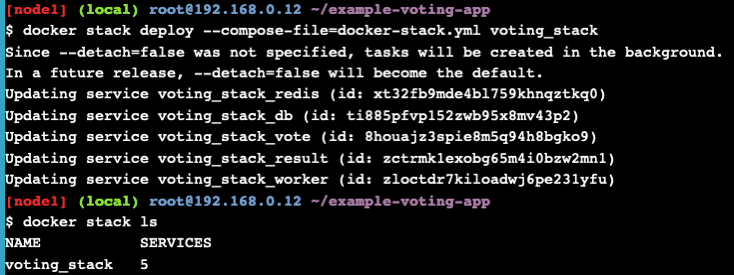 [node1] (local) root@192.168.0.12 ~/example-voting-app
$ docker stack deploy --compose-file=docker-stack.yml voting_stack
Since --detach=false was not specified, tasks will be created in the background.
In a future release, --detach=false will become the default.
Updating service voting_stack_redis (id: xt32fb9mde4bl759khnqztkq0)
Updating service voting_stack_db (id: ti885pfvp152zwb95x8mv43p2)
Updating service voting_stack_vote (id: 8houajz3spie8m5q94h8bgko9)
Updating service voting_stack_result (id: zctrmk1exobg65m4i0bzw2mn1)
Updating service voting_stack_worker (id: zloctdr7kiloadwj6pe231yfu)
[node1] (local) root@192.168.0.12 ~/example-voting-app
$ docker stack ls
NAME SERVICES
voting_stack 5